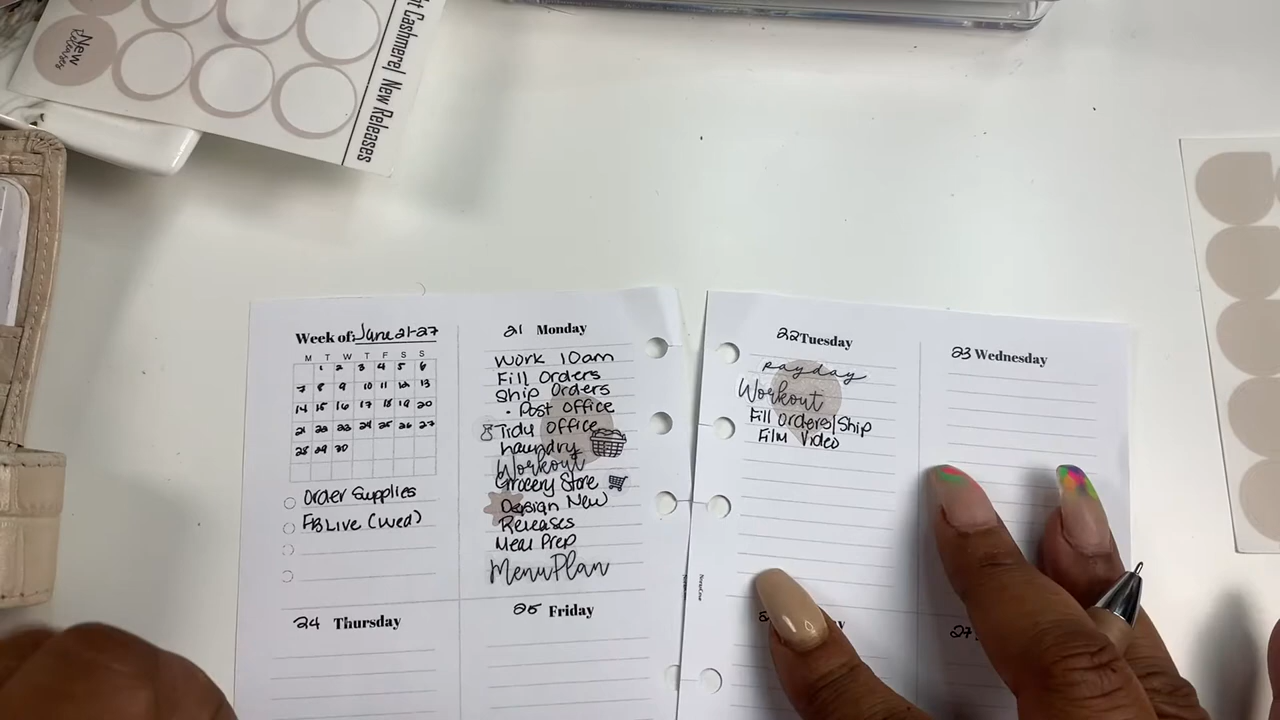 New Releases
t Cashmere| New Releases
Week of: June 21-27
M T W T F S S
1 2 3 4 5 6
7 8 9 10 11 12 13
14 15 16 17 18 19 20
21 22 23 24 25 26 27
28 29 30
Order Supplies
FB Live (Wed)
21 Monday
Work 10am
Fill Orders
Ship Orders
• Post Office
Tidy Office
Laundry
Workout
Grocery Store
Design New
Releases
Meal Prep
Menu Plan
22 Tuesday
payday
Workout
Fill Orders/Ship
Film Video
23 Wednesday
24 Thursday
25 Friday
27